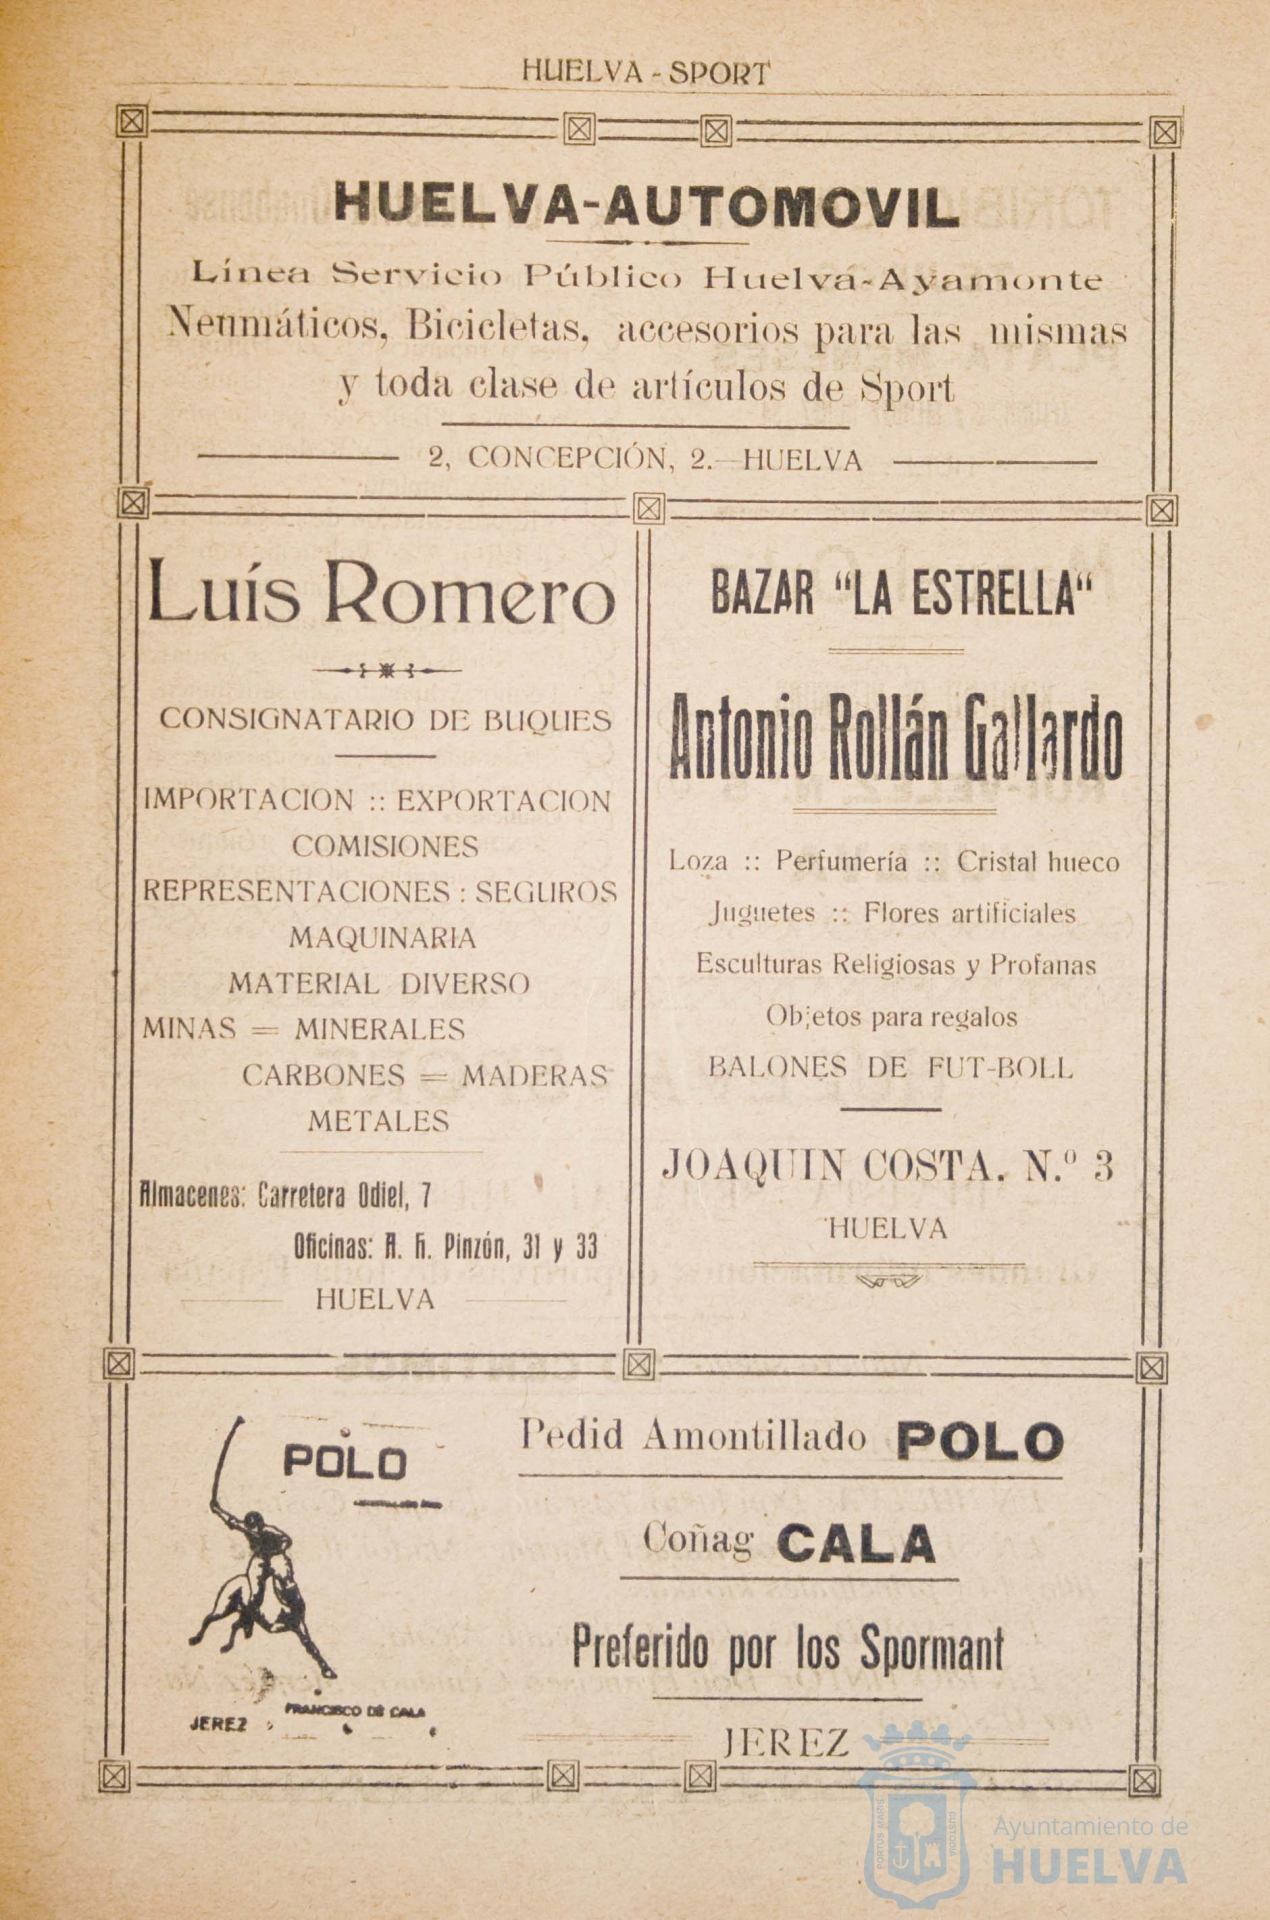 HUELVA - SPORT
HUELVA-AUTOMOVIL
Línea Servicio Público Huelva-Ayamonte
Neumáticos, Bicicletas, accesorios para las mismas
y toda clase de artículos de Sport
2, CONCEPCIÓN, 2.—HUELVA
Luís Romero
CONSIGNATARIO DE BUQUES
IMPORTACION :: EXPORTACION
COMISIONES
REPRESENTACIONES : SEGUROS
MAQUINARIA
MATERIAL DIVERSO
MINAS = MINERALES
CARBONES = MADERAS
METALES
Almacenes: Carretera Odiel, 7
Oficinas: A. H. Pinzón, 31 y 33
HUELVA
BAZAR "LA ESTRELLA"
Antonio Rollán Gallardo
Loza :: Perfumería :: Cristal hueco
Juguetes :: Flores artificiales
Esculturas Religiosas y Profanas
Objetos para regalos
BALONES DE FUT-BOLL
JOAQUIN COSTA. N.º 3
HUELVA
POLO
JEREZ
FRANCISCO DE CALA
Pedid Amontillado POLO
Coñag CALA
Preferido por los Spormant
JEREZ
PORTUS MARIS
CUSTODIA
Ayuntamiento de
HUELVA